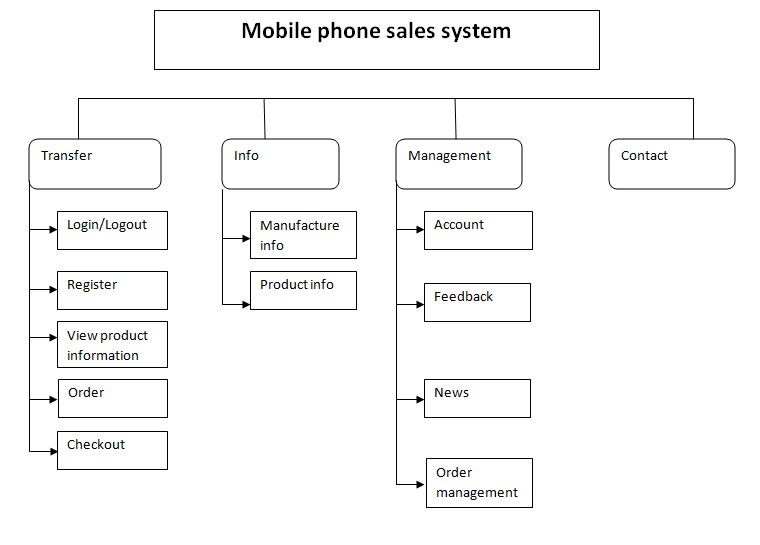 Mobile phone sales system
Transfer
Info
Management
Contact
Login/Logout
Register
View product
information
Order
Checkout
Manufacture
info
Product info
Account
Feedback
News
Order
management